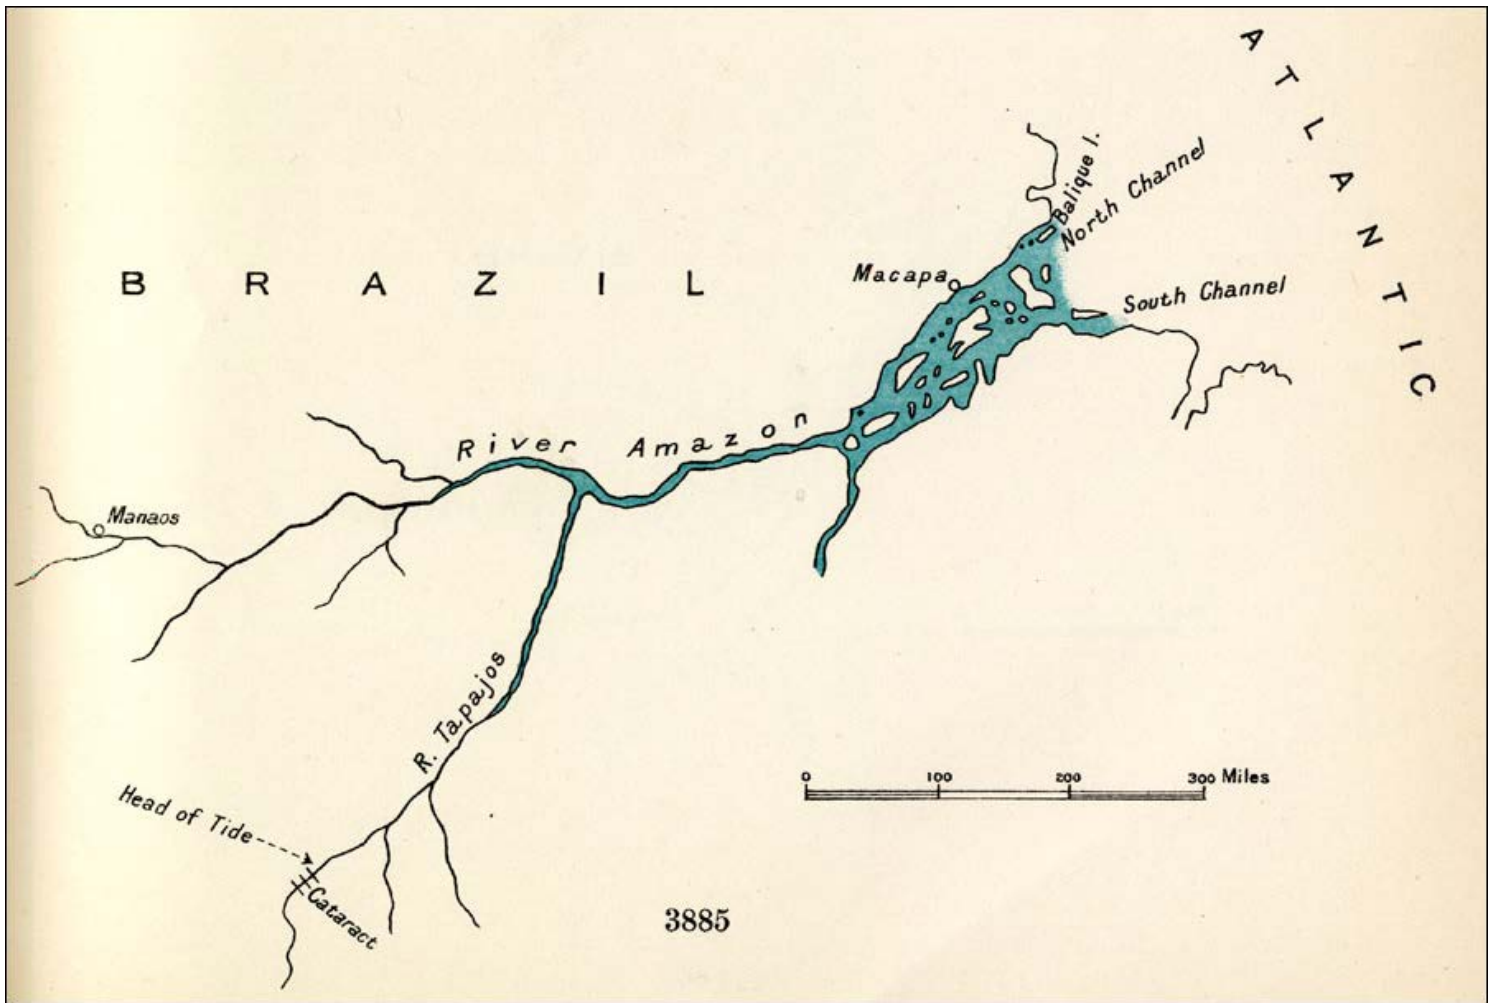 ATLANTIC
Balique I.
North Channel
BRAZIL
Macapa
South Channel
River Amazon
Manaos
R. Tapajos
0 100 200 300 Miles
Head of Tide
Cataract
3885